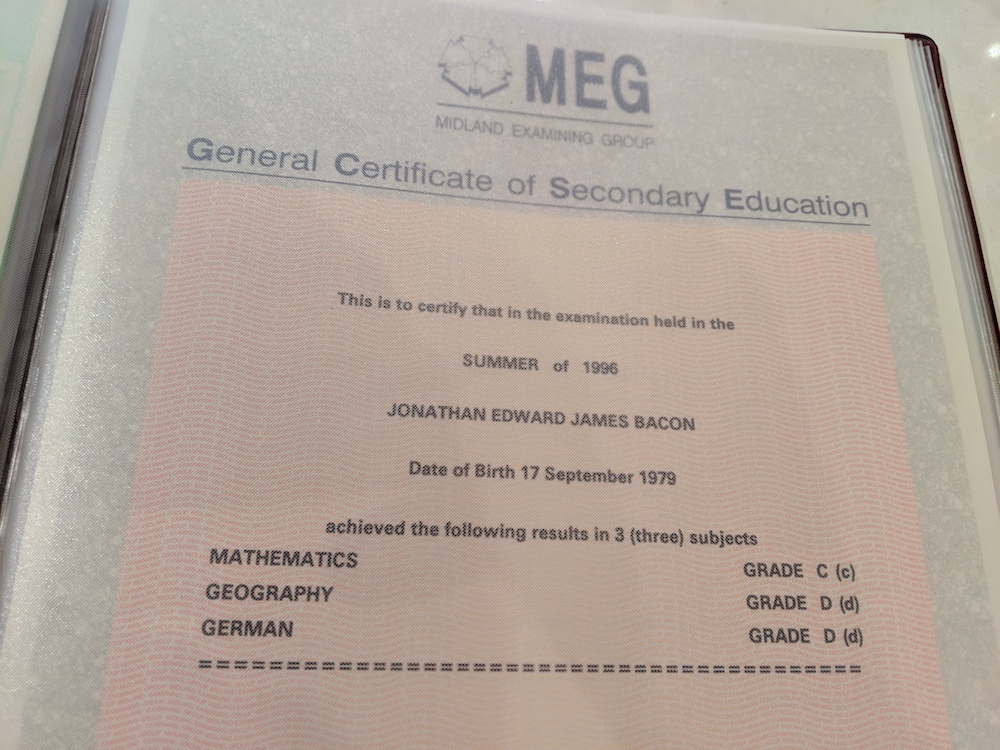 MEG
MIDLAND EXAMINING GROUP
General Certificate of Secondary Education
This is to certify that in the examination held in the
SUMMER of 1996
JONATHAN EDWARD JAMES BACON
Date of Birth 17 September 1979
achieved the following results in 3 (three) subjects
MATHEMATICS GRADE C (c)
GEOGRAPHY GRADE D (d)
GERMAN GRADE D (d)